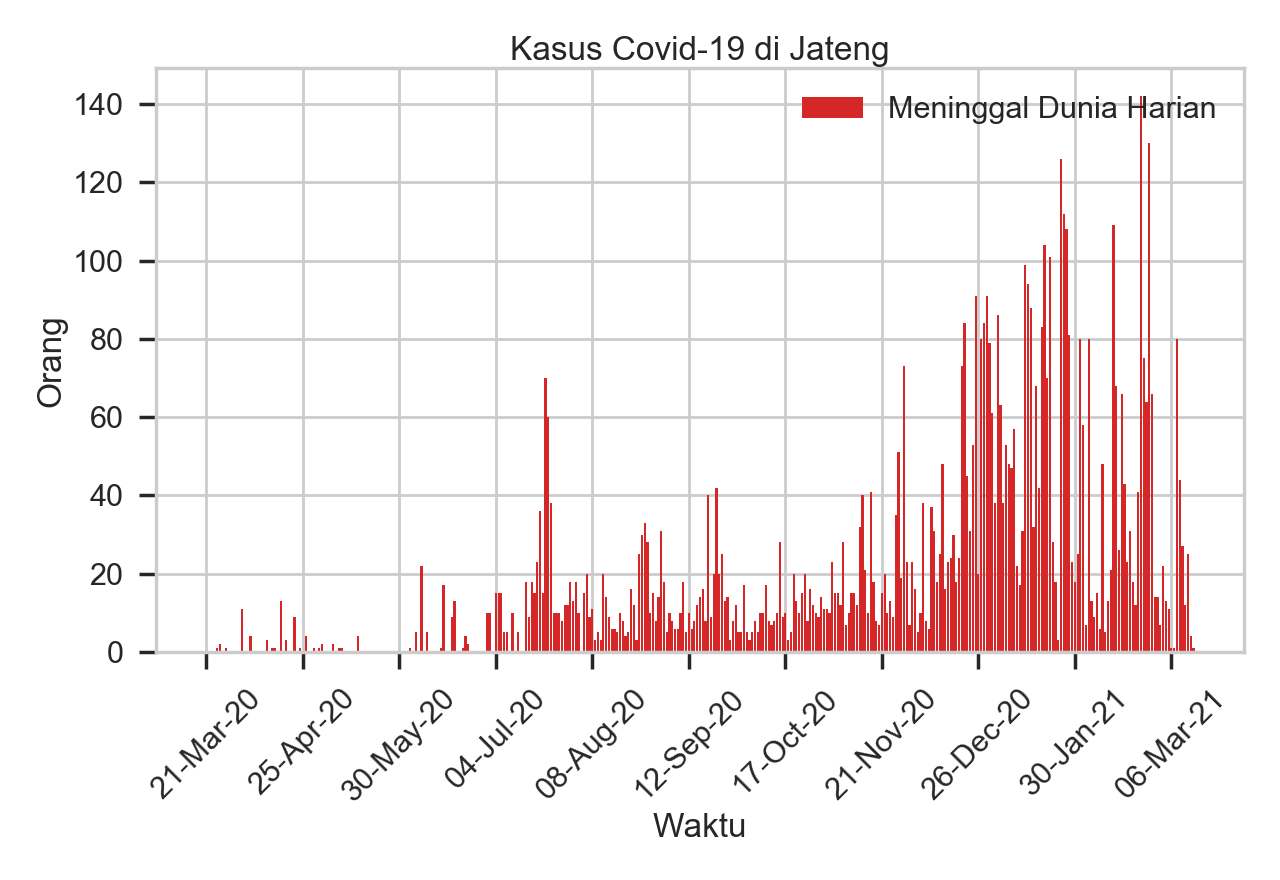 Kasus Covid-19 di Jateng
Meninggal Dunia Harian
140
120
100
80
60
40
20
0
Orang
21-Mar-20
25-Apr-20
30-May-20
04-Jul-20
08-Aug-20
12-Sep-20
17-Oct-20
21-Nov-20
26-Dec-20
30-Jan-21
06-Mar-21
Waktu